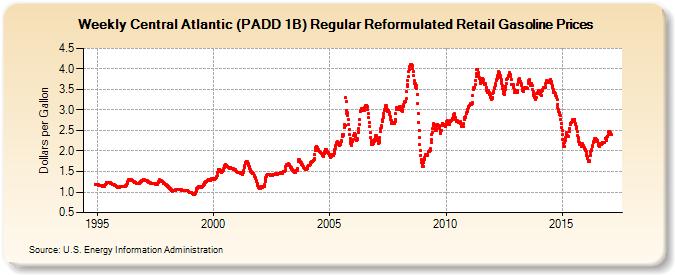 Weekly Central Atlantic (PADD 1B) Regular Reformulated Retail Gasoline Prices
Dollars per Gallon
4.5
4.0
3.5
3.0
2.5
2.0
1.5
1.0
0.5
1995 2000 2005 2010 2015
Source: U.S. Energy Information Administration